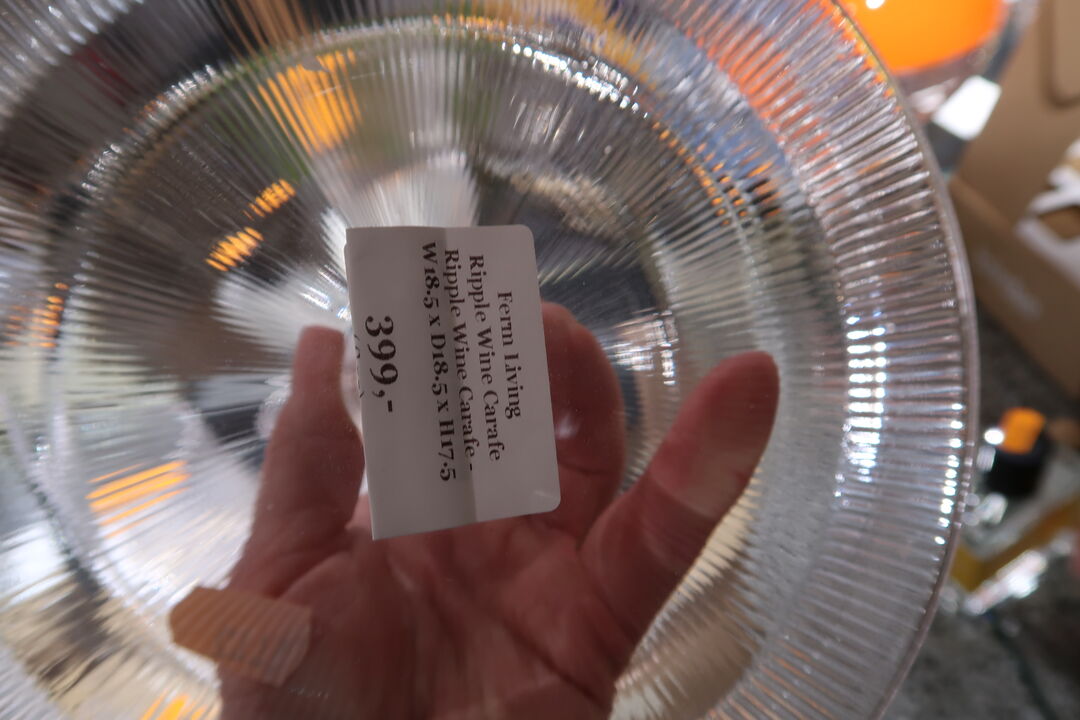 Ferm Living
Ripple Wine Carafe
Ripple Wine Carafe -
W18.5 x D18.5 x H17.5
399,-